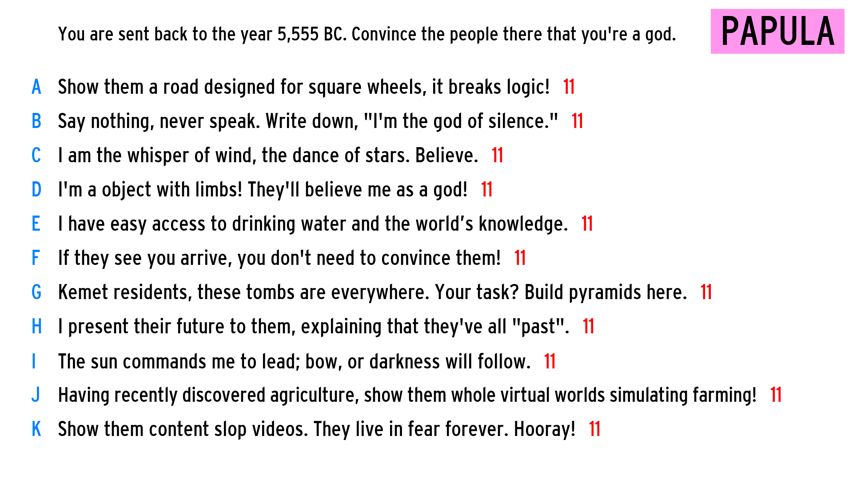 You are sent back to the year 5,555 BC. Convince the people there that you're a god.
PAPULA
A Show them a road designed for square wheels, it breaks logic! 11
B Say nothing, never speak. Write down, "I'm the god of silence." 11
C I am the whisper of wind, the dance of stars. Believe. 11
D I'm a object with limbs! They'll believe me as a god! 11
E I have easy access to drinking water and the world’s knowledge. 11
F If they see you arrive, you don't need to convince them! 11
G Kemet residents, these tombs are everywhere. Your task? Build pyramids here. 11
H I present their future to them, explaining that they've all "past". 11
I The sun commands me to lead; bow, or darkness will follow. 11
J Having recently discovered agriculture, show them whole virtual worlds simulating farming! 11
K Show them content slop videos. They live in fear forever. Hooray! 11